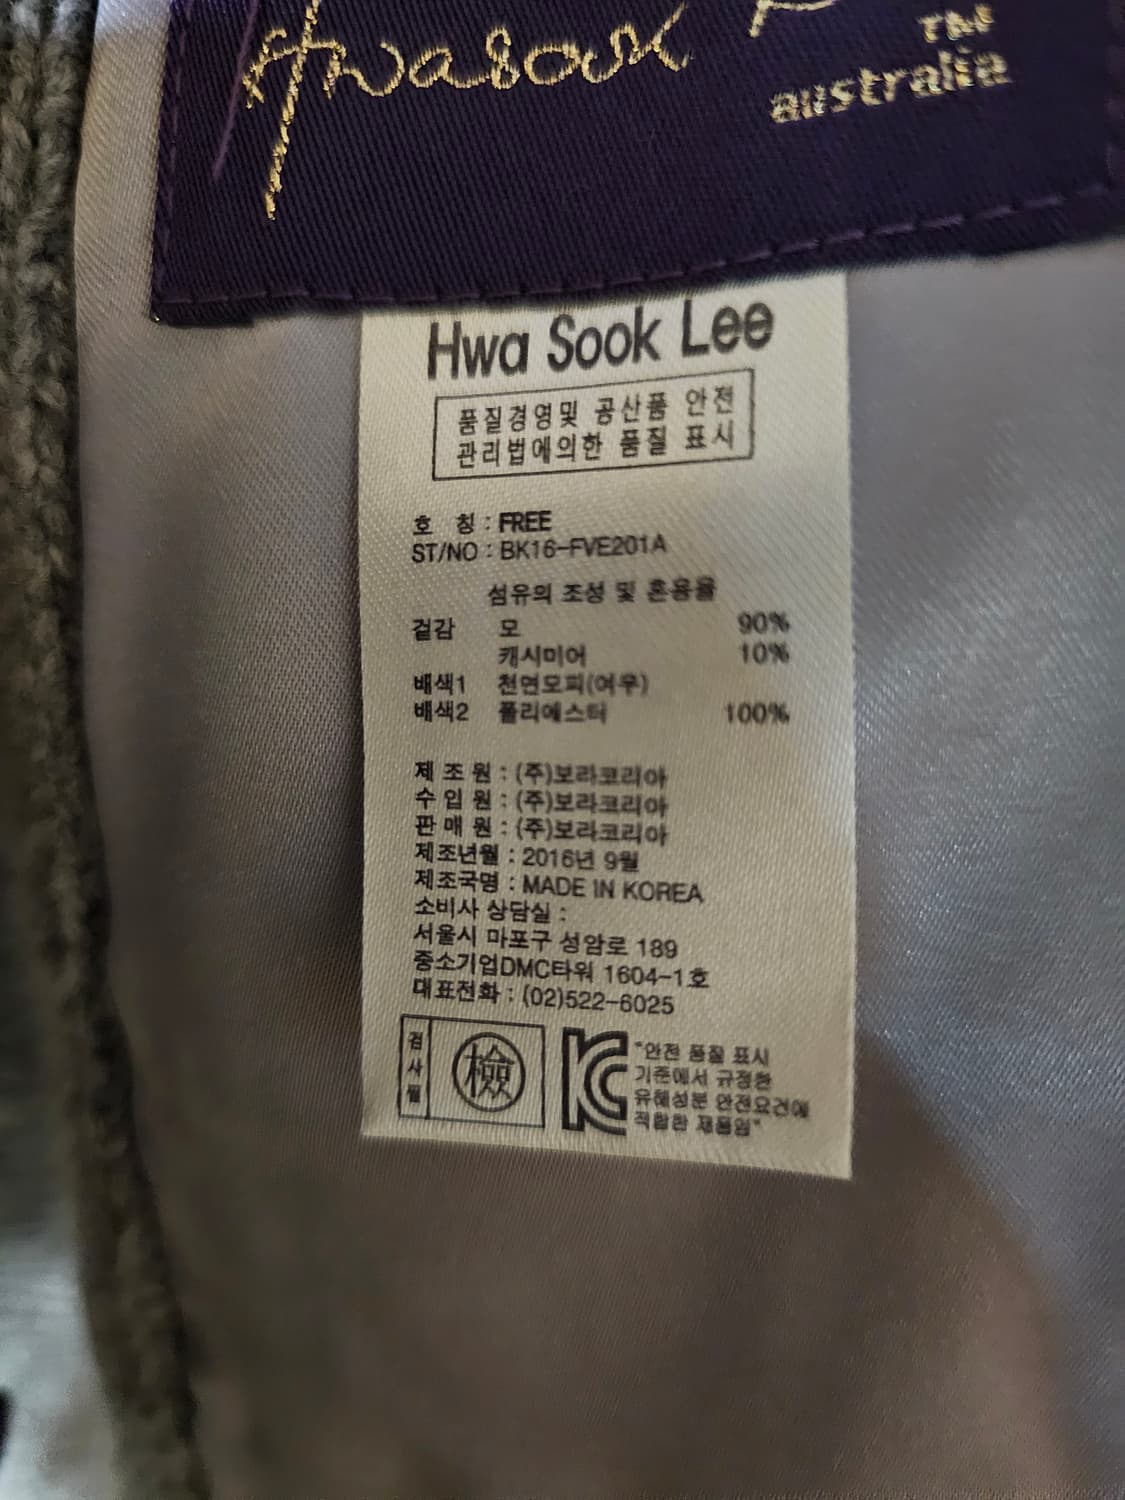 Hwasook
THE
australia
Hwa Sook Lee
품질경영및 공산품 안전
관리법에의한 품질 표시
호 칭 : FREE
ST/NO : BK16-FVE201A
섬유의 조성 및 혼용율
겉감 모 90%
캐시미어 10%
배색1 천연모피(여우)
배색2 폴리에스터 100%
제 조 원 : (주)보라코리아
수 입 원 : (주)보라코리아
판 매 원 : (주)보라코리아
제조년월 : 2016년 9월
제조국명 : MADE IN KOREA
소비사 상담실 :
서울시 마포구 성암로 189
중소기업DMC타워 1604-1호
대표전화 : (02)522-6025
검사필
檢
KC
"안전 품질 표시
기준에서 규정한
유해성분 안전요건에
적합한 제품임"